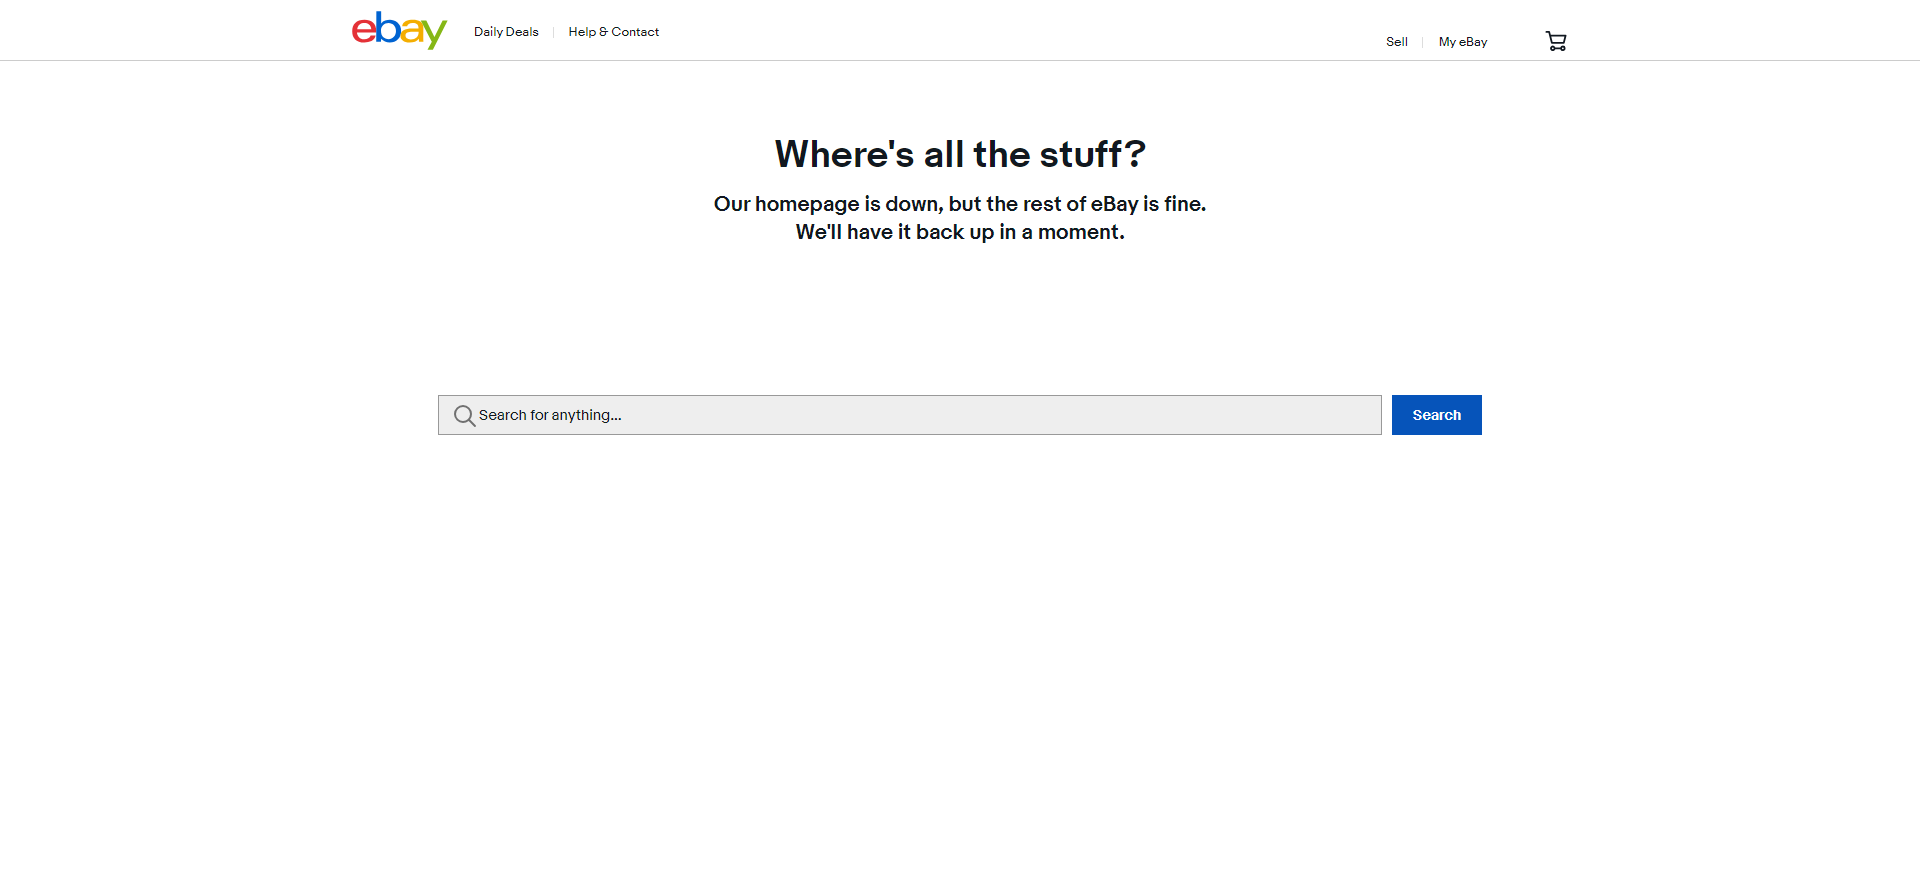 ebay
Daily Deals
Help & Contact
Sell
My eBay
Where's all the stuff?
Our homepage is down, but the rest of eBay is fine.
We'll have it back up in a moment.
Search for anything...
Search